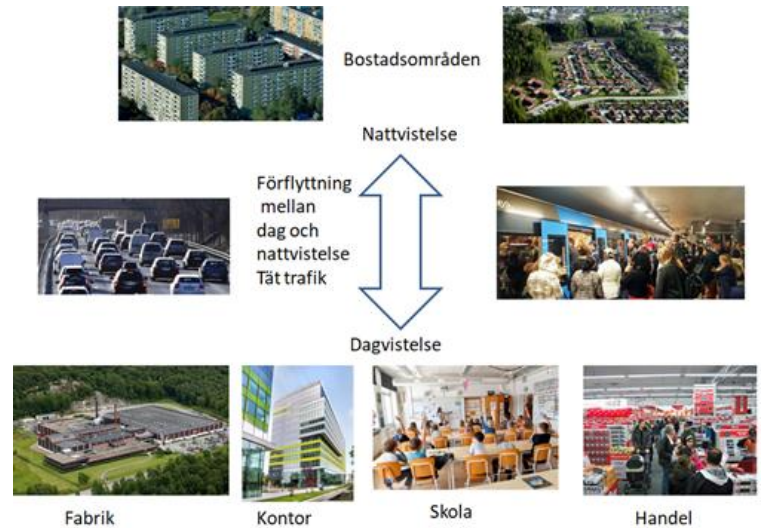 Bostadsområden
Nattvistelse
Förflyttning
mellan
dag och
nattvistelse
Tät trafik
Dagvistelse
Fabrik
Kontor
Skola
Handel